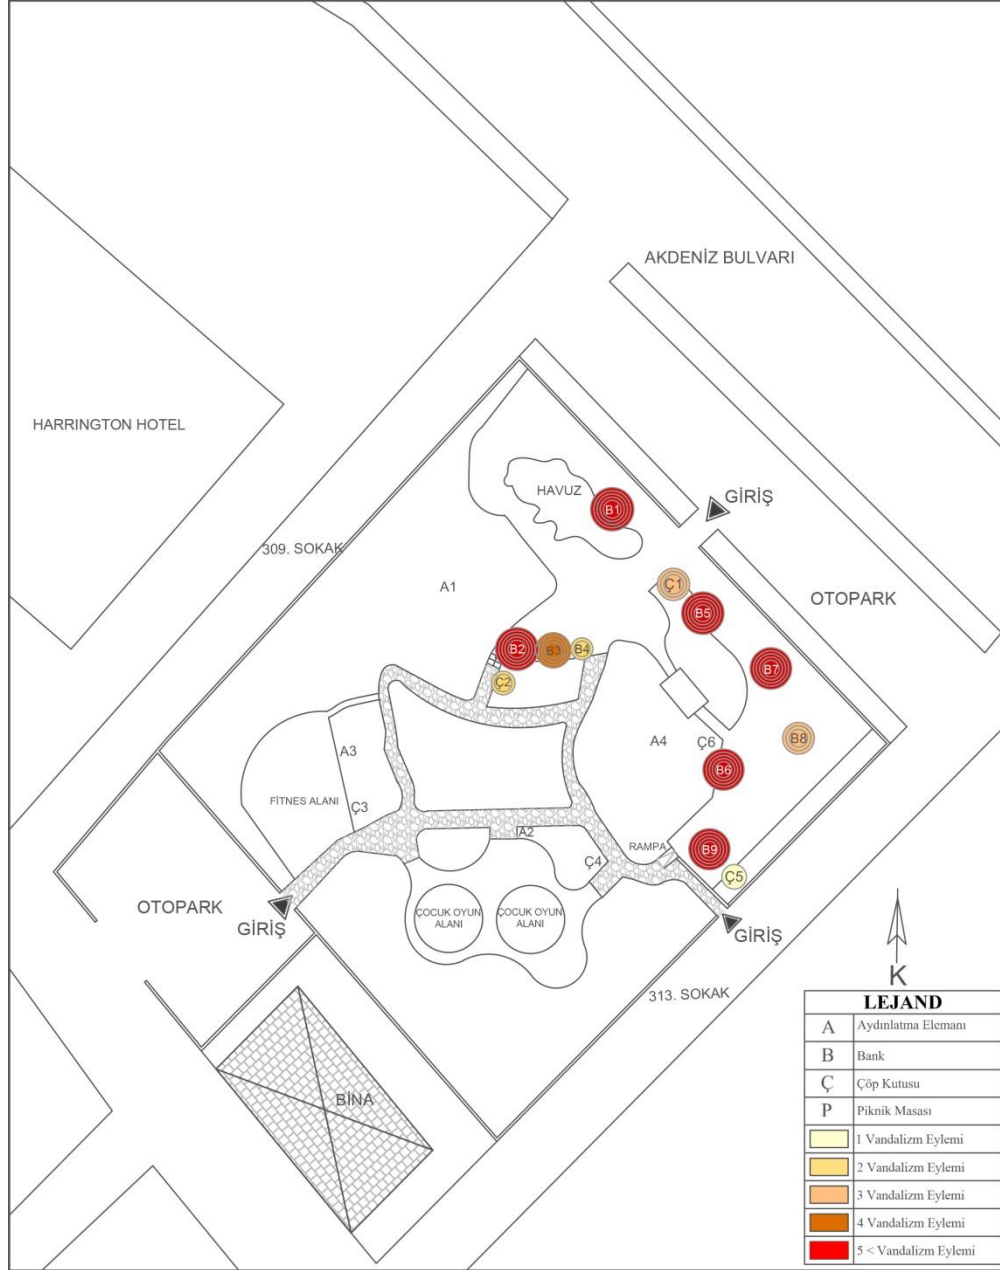 AKDENİZ BULVARI
HARRINGTON HOTEL
HAVUZ
B1
GİRİŞ
309. SOKAK
A1
Ç1
B5
OTOPARK
B2
B3
B4
B7
Ç2
A3
A4
Ç6
B8
B6
FİTNES ALANI
Ç3
A2
RAMPA
B9
Ç4
Ç5
OTOPARK
GİRİŞ
ÇOCUK OYUN
ALANI
ÇOCUK OYUN
ALANI
GİRİŞ
313. SOKAK
K
BİNA
LEJAND
A Aydınlatma Elemanı
B Bank
Ç Çöp Kutusu
P Piknik Masası
1 Vandalizm Eylemi
2 Vandalizm Eylemi
3 Vandalizm Eylemi
4 Vandalizm Eylemi
5 < Vandalizm Eylemi